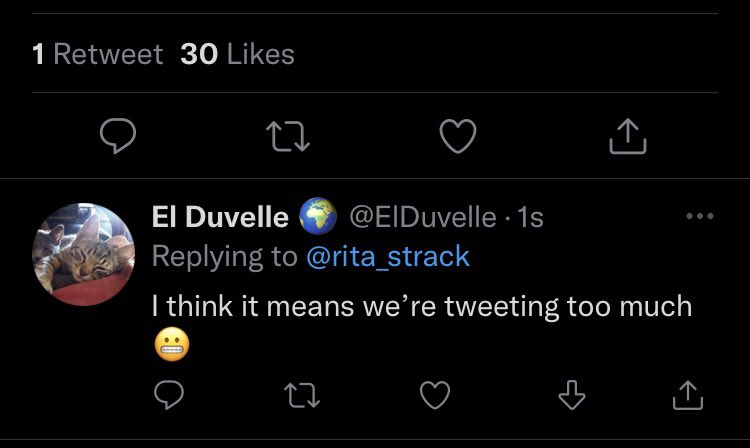 1 Retweet 30 Likes
El Duvelle 🌍 @ElDuvelle · 1s
Replying to @rita_strack
I think it means we’re tweeting too much
😬